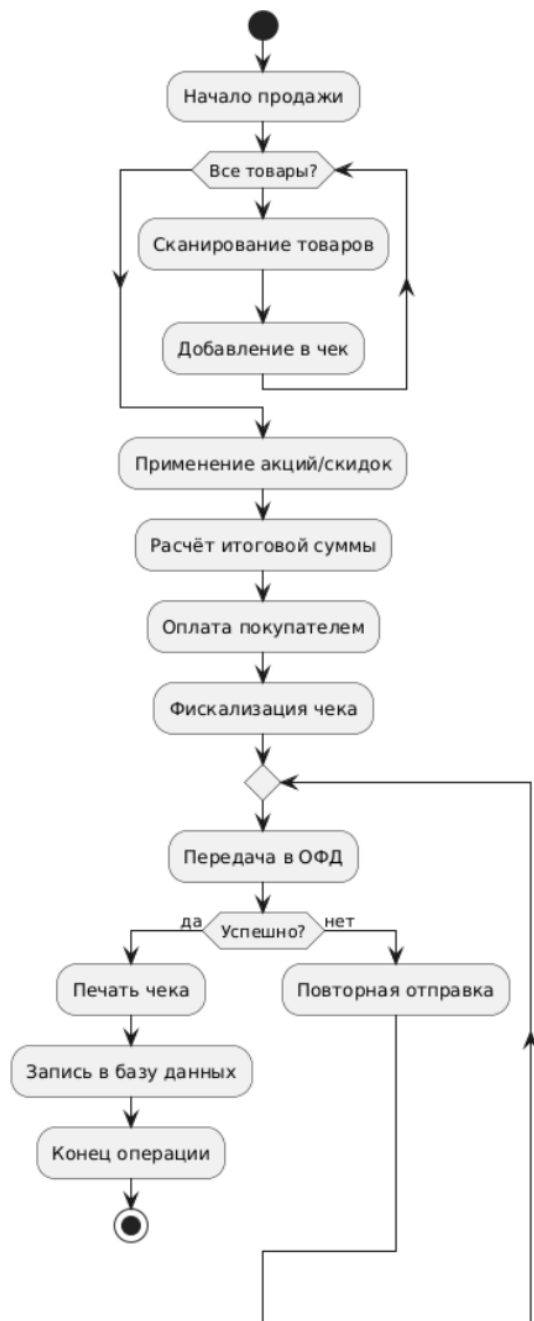 Начало продажи
Все товары?
Сканирование товаров
Добавление в чек
Применение акций/скидок
Расчёт итоговой суммы
Оплата покупателем
Фискализация чека
Передача в ОФД
да
Успешно?
нет
Печать чека
Повторная отправка
Запись в базу данных
Конец операции